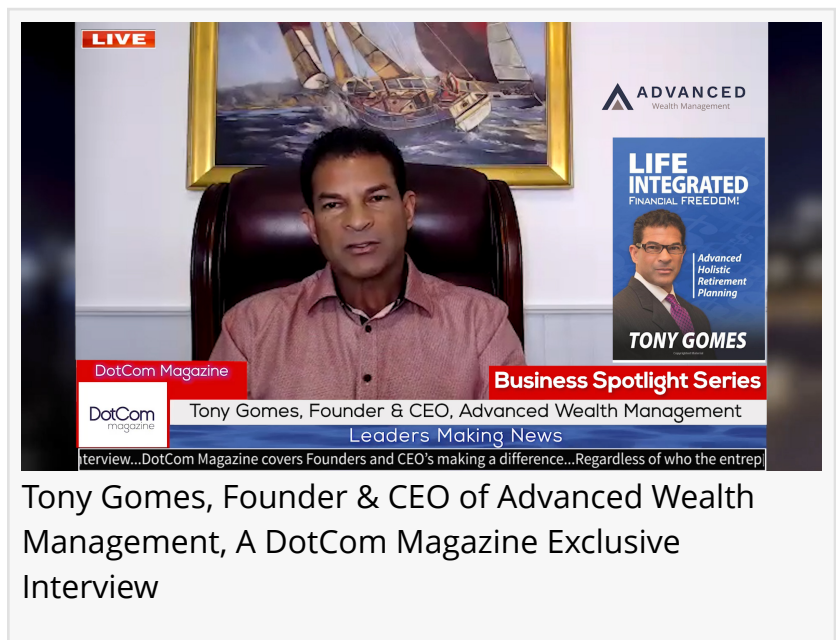 LIVE
ADVANCED
Wealth Management
LIFE
INTEGRATED
FINANCIAL FREEDOM!
Advanced
Holistic
Retirement
Planning
TONY GOMES
DotCom Magazine
Business Spotlight Series
DotCom
magazine
Tony Gomes, Founder & CEO, Advanced Wealth Management
Leaders Making News
terview...DotCom Magazine covers Founders and CEO's making a difference...Regardless of who the entrep
Tony Gomes, Founder & CEO of Advanced Wealth
Management, A DotCom Magazine Exclusive
Interview